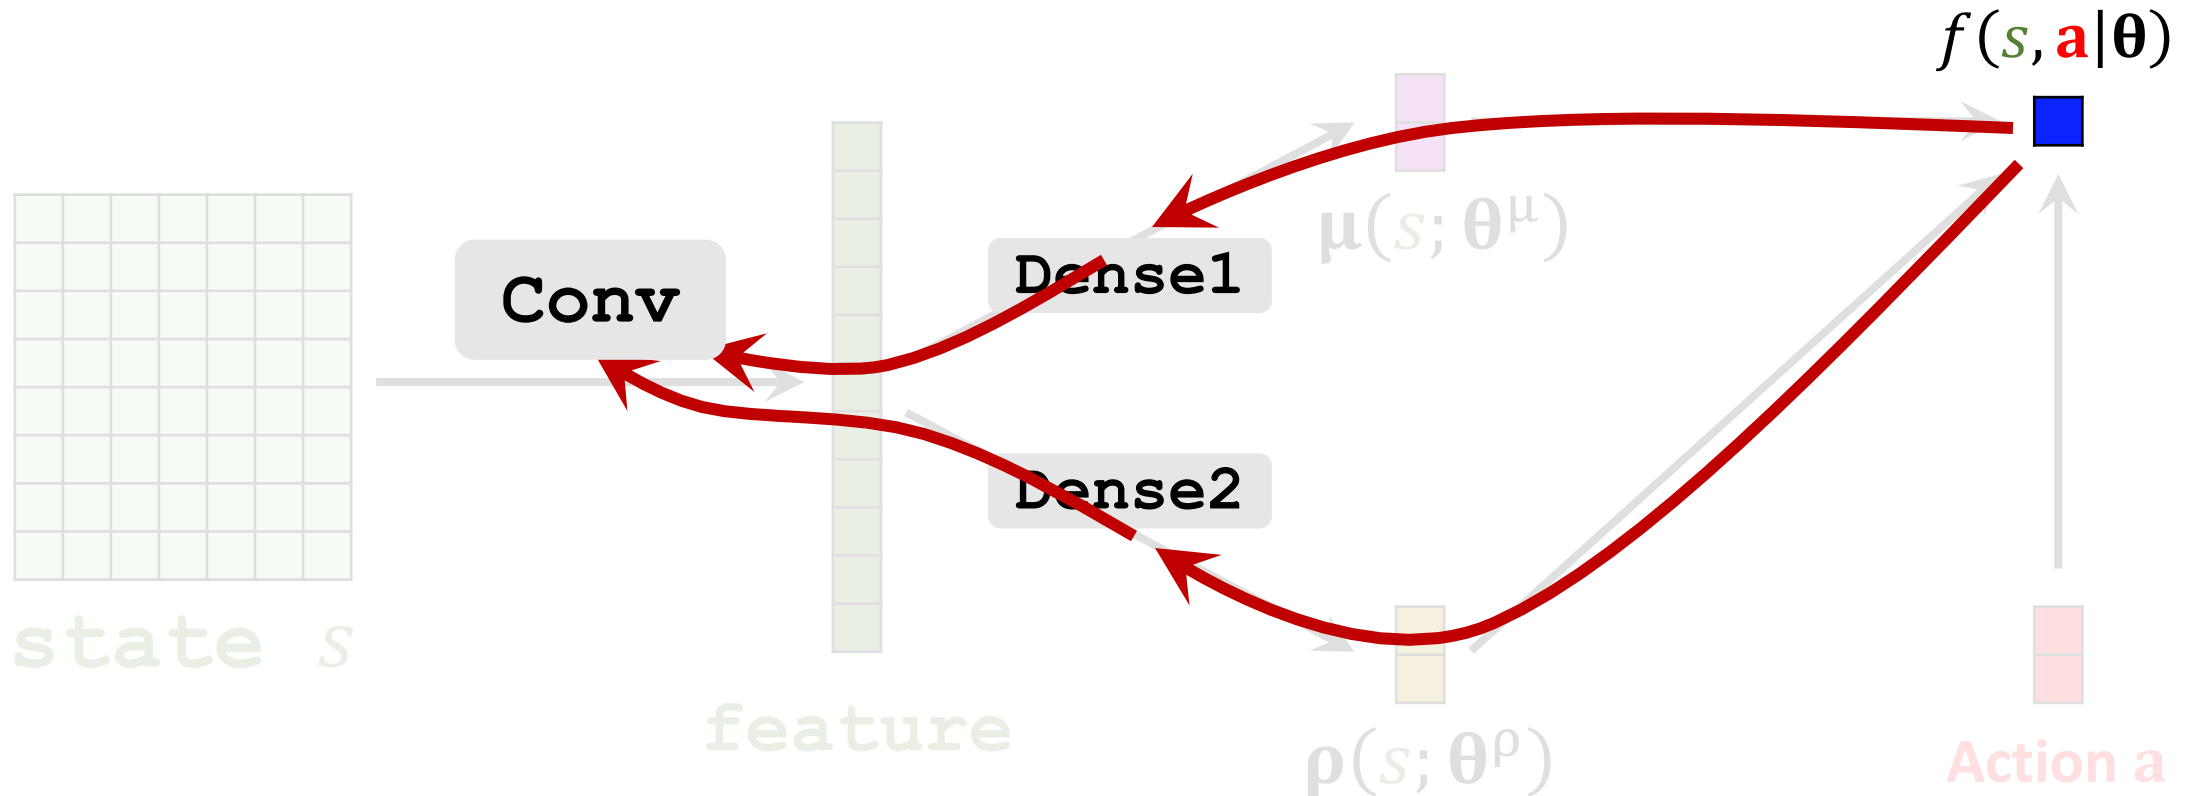 f(s,a|θ)
μ(s;θ^μ)
Conv
Dense1
Dense2
state s
feature
ρ(s;θ^ρ)
Action a